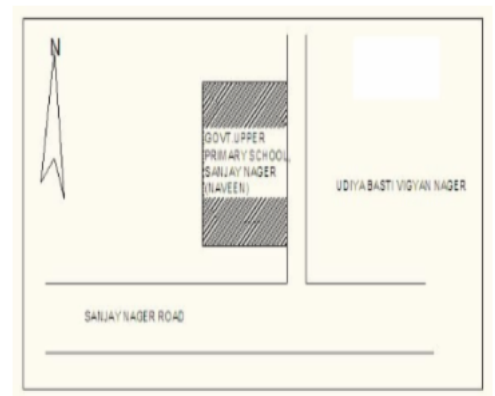 N
GOVT.UPPER
PRIMARY SCHOOL,
SANJAY NAGER
(NAVEEN)
UDIYA BASTI VIGYAN NAGER
SANJAY NAGER ROAD